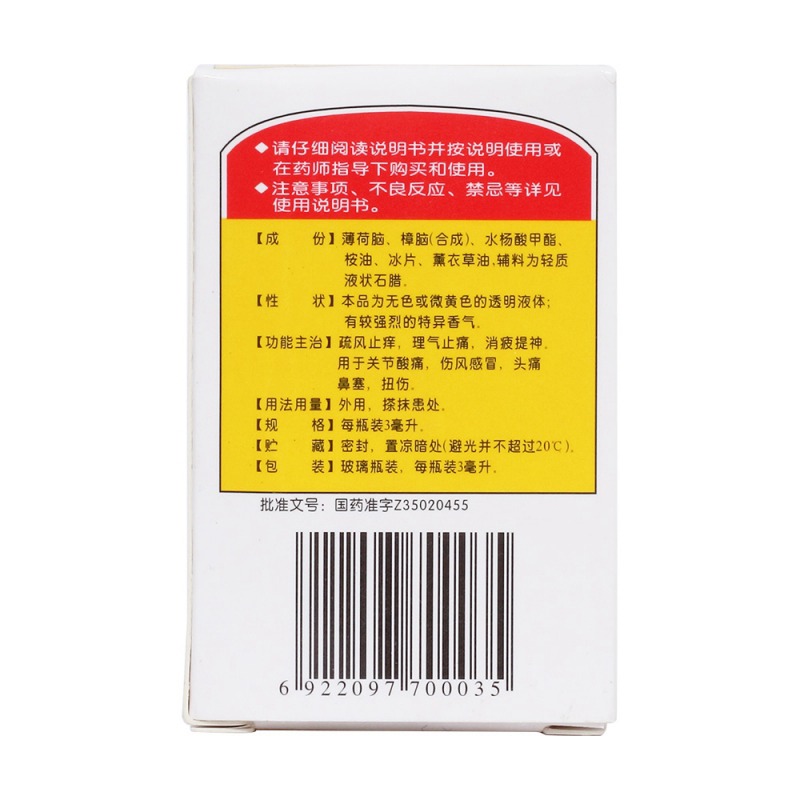 ◆请仔细阅读说明书并按说明使用或
在药师指导下购买和使用。
◆注意事项、不良反应、禁忌等详见
使用说明书。
【成 份】薄荷脑、樟脑(合成)、水杨酸甲酯、
桉油、冰片、薰衣草油,辅料为轻质
液状石腊.
【性 状】本品为无色或微黄色的透明液体;
有较强烈的特异香气.
【功能主治】疏风止痒, 理气止痛, 消疲提神.
用于关节酸痛, 伤风感冒, 头痛
鼻塞, 扭伤.
【用法用量】外用, 搽抹患处.
【规 格】每瓶装3毫升.
【贮 藏】密封, 置凉暗处(避光并不超过20℃).
【包 装】玻璃瓶装, 每瓶装3毫升.
批准文号: 国药准字Z35020455
6 922097 700035